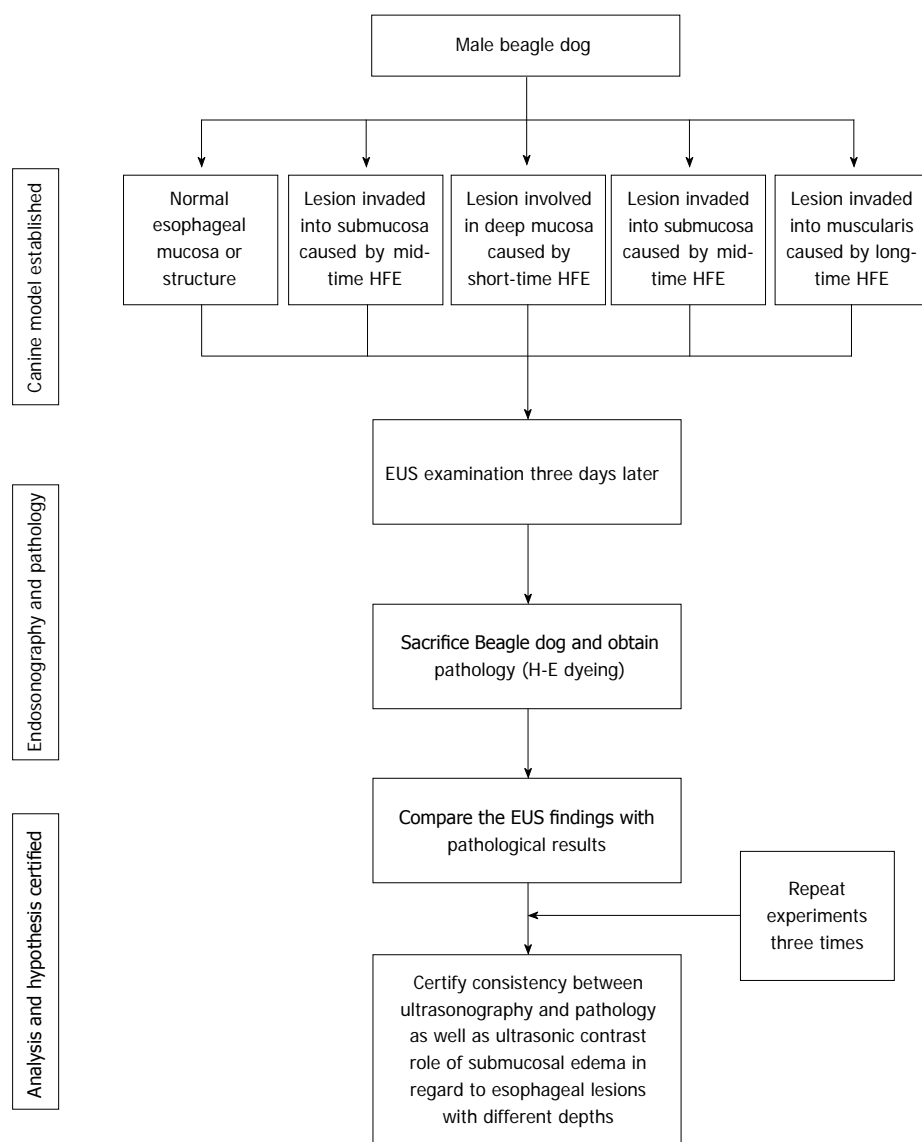 Male beagle dog
Canine model established
Normal
esophageal
mucosa or
structure
Lesion invaded
into submucosa
caused by mid-
time HFE
Lesion involved
in deep mucosa
caused by
short-time HFE
Lesion invaded
into submucosa
caused by mid-
time HFE
Lesion invaded
into muscularis
caused by long-
time HFE
Endosonography and pathology
EUS examination three days later
Sacrifice Beagle dog and obtain
pathology (H-E dyeing)
Analysis and hypothesis certified
Compare the EUS findings with
pathological results
Repeat
experiments
three times
Certify consistency between
ultrasonography and pathology
as well as ultrasonic contrast
role of submucosal edema in
regard to esophageal lesions
with different depths